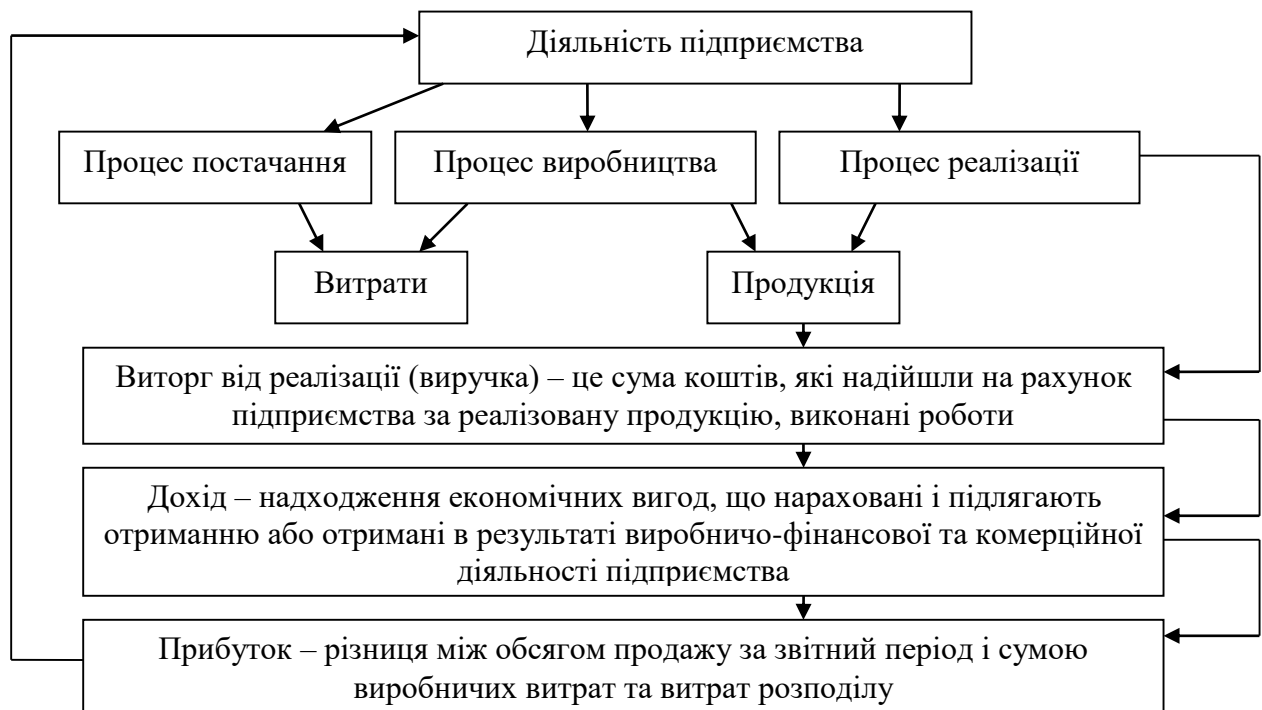 Діяльність підприємства
Процес постачання
Процес виробництва
Процес реалізації
Витрати
Продукція
Виторг від реалізації (виручка) – це сума коштів, які надійшли на рахунок
підприємства за реалізовану продукцію, виконані роботи
Дохід – надходження економічних вигод, що нараховані і підлягають
отриманню або отримані в результаті виробничо-фінансової та комерційної
діяльності підприємства
Прибуток – різниця між обсягом продажу за звітний період і сумою
виробничих витрат та витрат розподілу